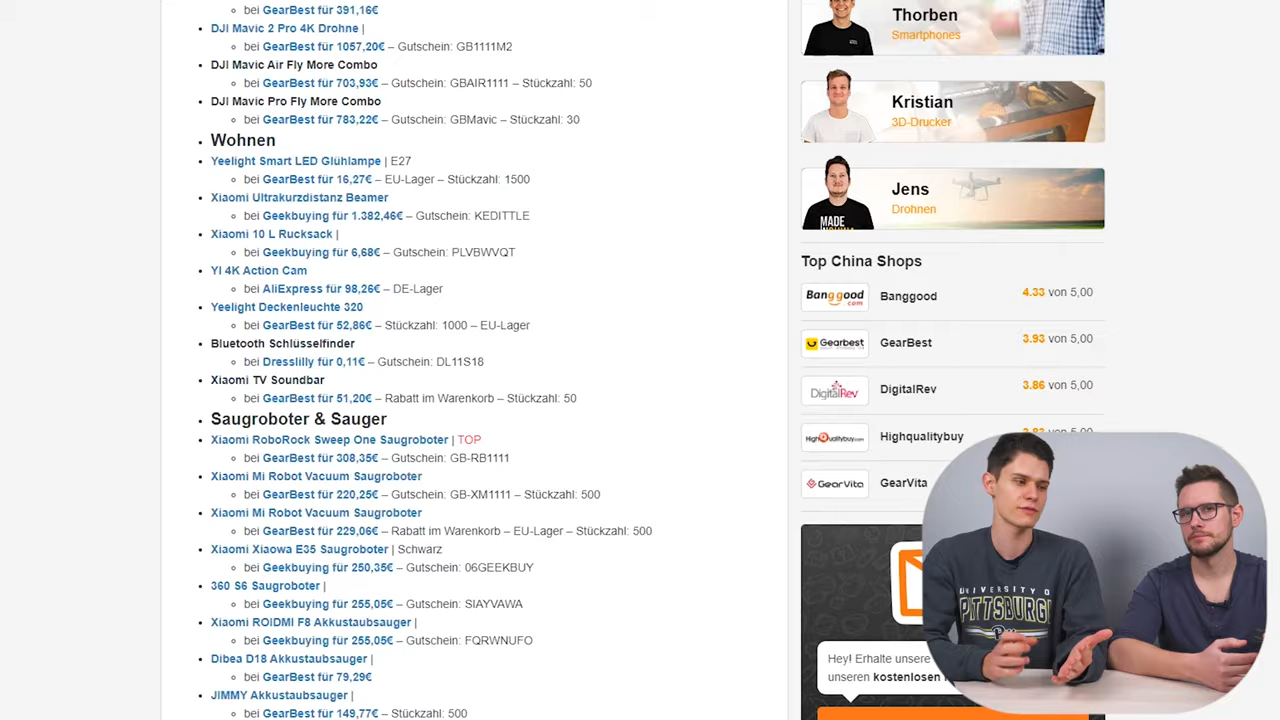 bei GearBest für 391,16€
DJI Mavic 2 Pro 4K Drohne |
bei GearBest für 1057,20€ – Gutschein: GB1111M2
DJI Mavic Air Fly More Combo
bei GearBest für 703,93€ – Gutschein: GBAIR1111 – Stückzahl: 50
DJI Mavic Pro Fly More Combo
bei GearBest für 783,22€ – Gutschein: GBMavic – Stückzahl: 30
Wohnen
Yeelight Smart LED Glühlampe | E27
bei GearBest für 16,27€ – EU-Lager – Stückzahl: 1500
Xiaomi Ultrakurzdistanz Beamer
bei Geekbuying für 1.382,46€ – Gutschein: KEDITTLE
Xiaomi 10 L Rucksack |
bei Geekbuying für 6,68€ – Gutschein: PLVBWVQT
YI 4K Action Cam
bei AliExpress für 98,26€ – DE-Lager
Yeelight Deckenleuchte 320
bei GearBest für 52,86€ – Stückzahl: 1000 – EU-Lager
Bluetooth Schlüsselfinder
bei Dresslilly für 0,11€ – Gutschein: DL11S18
Xiaomi TV Soundbar
bei GearBest für 51,20€ – Rabatt im Warenkorb – Stückzahl: 50
Saugroboter & Sauger
Xiaomi RoboRock Sweep One Saugroboter | TOP
bei GearBest für 308,35€ – Gutschein: GB-RB1111
Xiaomi Mi Robot Vacuum Saugroboter
bei GearBest für 220,25€ – Gutschein: GB-XM1111 – Stückzahl: 500
Xiaomi Mi Robot Vacuum Saugroboter
bei GearBest für 229,06€ – Rabatt im Warenkorb – EU-Lager – Stückzahl: 500
Xiaomi Xiaowa E35 Saugroboter | Schwarz
bei Geekbuying für 250,35€ – Gutschein: 06GEEKBUY
360 S6 Saugroboter |
bei Geekbuying für 255,05€ – Gutschein: SIAYVAWA
Xiaomi ROIDMI F8 Akkustaubsauger |
bei Geekbuying für 255,05€ – Gutschein: FQRWNUFO
Dibea D18 Akkustaubsauger |
bei GearBest für 79,29€
JIMMY Akkustaubsauger |
bei GearBest für 149,77€ – Stückzahl: 500
Thorben
Smartphones
Kristian
3D-Drucker
Jens
Drohnen
MADE
Top China Shops
Banggood.com Banggood 4.33 von 5,00
Gearbest GearBest 3.93 von 5,00
DigitalRev DigitalRev 3.86 von 5,00
HighQualitybuy.com Highqualitybuy
GearVita GearVita
Hey! Erhalte unsere
unseren kostenlosen
UNIVERSITY O
PITTSBURG